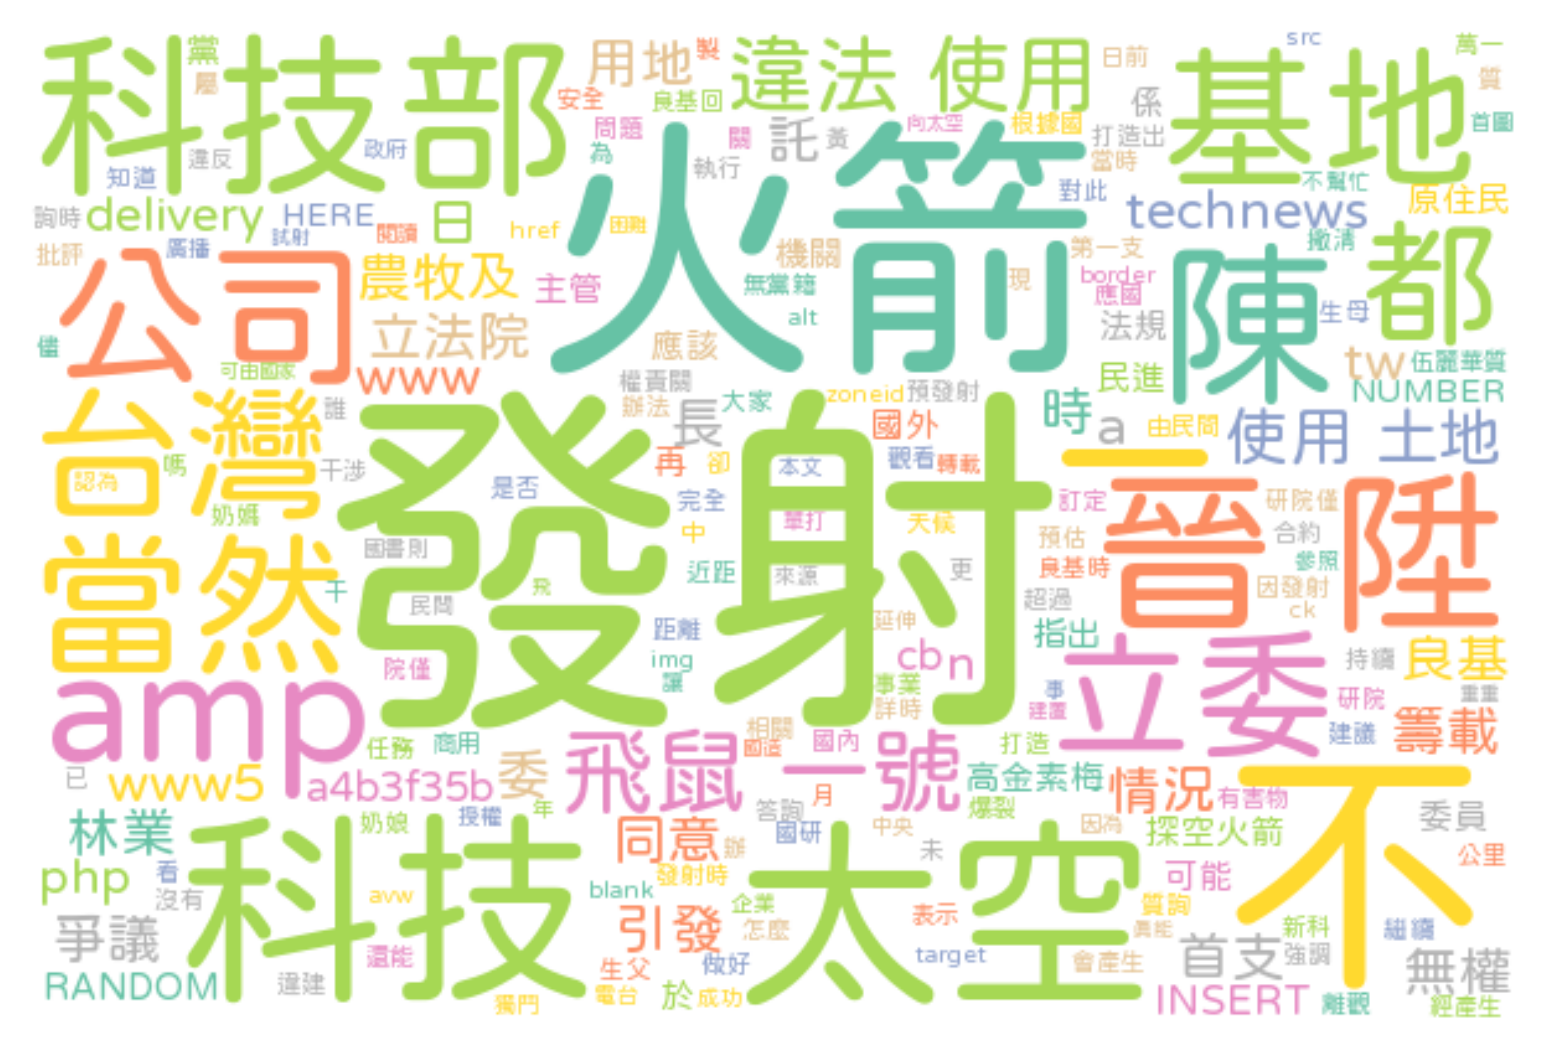 科技部 黨 屬 用地 製 違法 使用 日前 基地 src 萬一 質
安全 良基回 係 首圖
知道 違反 政府 問題 為 關 託 黃 向太空 根據國 打造出 當時 執行
詢時 delivery HERE 日 試射 閱讀 href 困難 火箭 對此 technews 不幫忙 原住民
批評 廣播 機關 第一支 撇清
公司 農牧及 主管 無黨籍 現 border 應國 陳 生母 都
儘 立法院 alt 法規
可由國家 www 應該 民進 tw 伍麗華質
權責關 zoneid 預發射 NUMBER
台灣 誰 辦法 長 大家 國外 時 a 由民間 使用 土地
認為 嗎 干涉 再 卻 本文 觀看 轉載 一
奶媽 發射 是否 完全 單打 訂定 晉陞 研院僅
國書則 中 天候 預估 合約
當然 干 民間 飛 近距 來源 更 良基時 因發射 參照
距離 延伸 超過 ck
院僅 img 讓 cb n 指出 立委 持續 良基
amp 事業 詳時 事 建置 研院 重重
任務 商用 相關 國造 國內 打造 建議 籌載
已 www5 a4b3f35b 委 飛鼠 一號 高金素梅 情況 有害物
林業 奶娘 授權 年 答詢 月 爆裂 不 委員
科技 同意 辦 國研 中央 因為 探空火箭
php 看 沒有 avw blank 發射時 太空 未 可能 公里
爭議 還能 引發 企業 怎麼 表示 質詢 真能 新科 繼續
RANDOM 違建 生父 做好 target 會產生 首支 強調 無權
獨門 電台 於 成功 INSERT 離觀 經產生